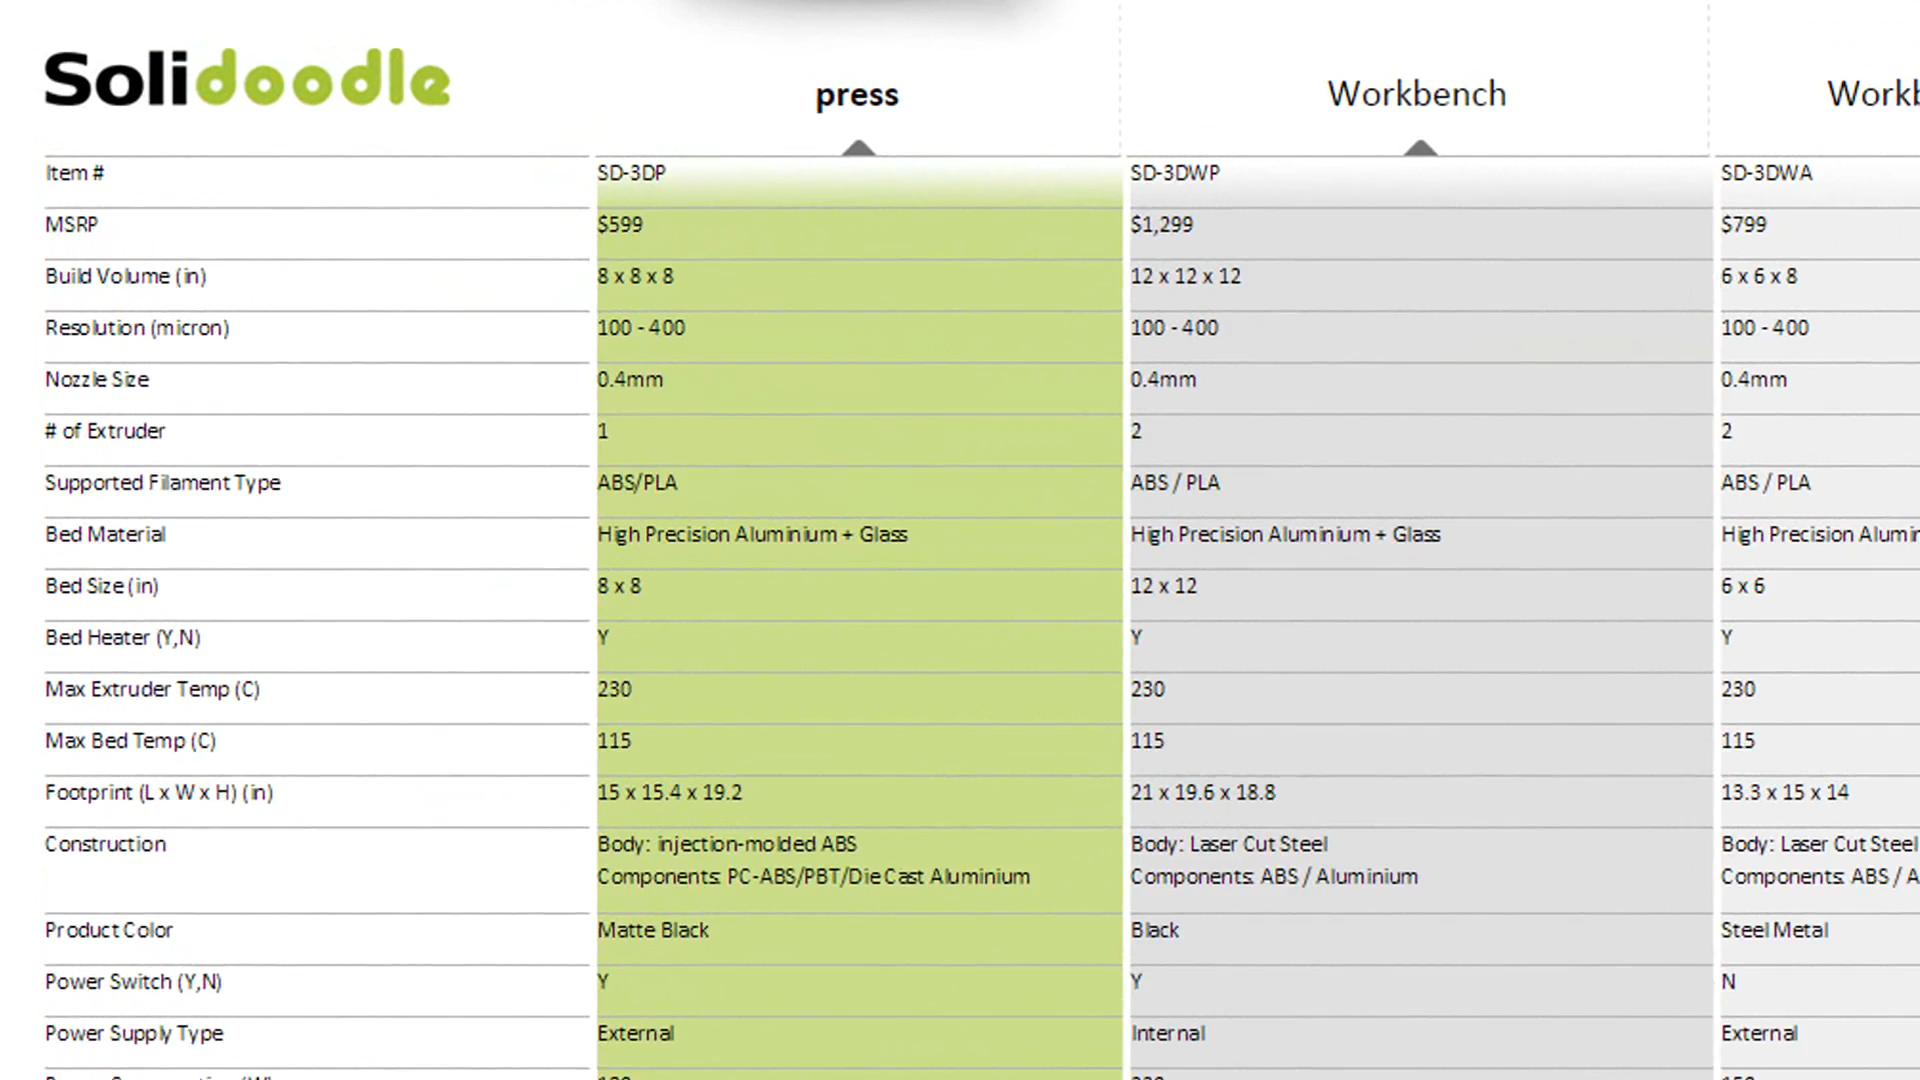 Solidoodle
press Workbench
Item # SD-3DP SD-3DWP SD-3DWA
MSRP $599 $1,299 $799
Build Volume (in) 8 x 8 x 8 12 x 12 x 12 6 x 6 x 8
Resolution (micron) 100 - 400 100 - 400 100 - 400
Nozzle Size 0.4mm 0.4mm 0.4mm
# of Extruder 1 2 2
Supported Filament Type ABS/PLA ABS / PLA ABS / PLA
Bed Material High Precision Aluminium + Glass High Precision Aluminium + Glass High Precision
Bed Size (in) 8 x 8 12 x 12 6 x 6
Bed Heater (Y,N) Y Y Y
Max Extruder Temp (C) 230 230 230
Max Bed Temp (C) 115 115 115
Footprint (L x W x H) (in) 15 x 15.4 x 19.2 21 x 19.6 x 18.8 13.3 x 15 x 14
Construction Body: injection-molded ABS Body: Laser Cut Steel Body: Laser Cut Steel
Components: PC-ABS/PBT/Die Cast Aluminium Components: ABS / Aluminium Components: ABS /
Product Color Matte Black Black Steel Metal
Power Switch (Y,N) Y Y N
Power Supply Type External Internal External